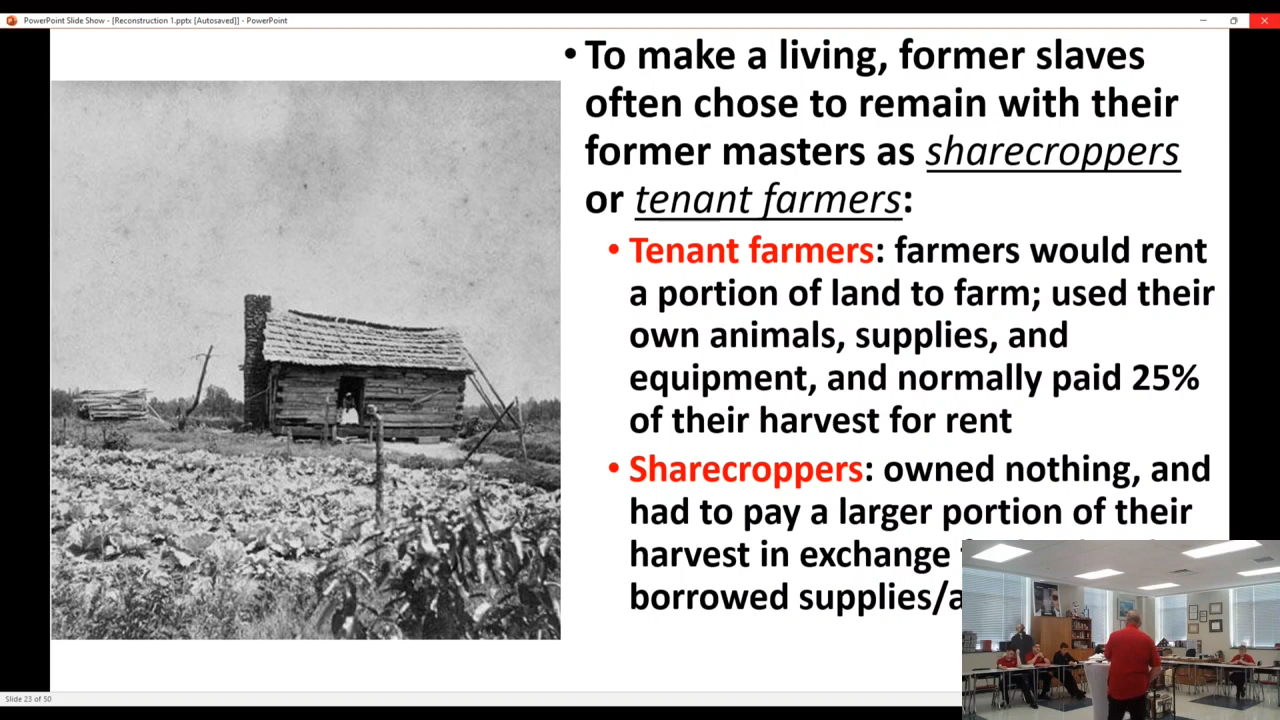 PowerPoint Slide Show - [Reconstruction 1.pptx [Autosaved]] - PowerPoint
• To make a living, former slaves
often chose to remain with their
former masters as sharecroppers
or tenant farmers:
• Tenant farmers: farmers would rent
a portion of land to farm; used their
own animals, supplies, and
equipment, and normally paid 25%
of their harvest for rent
• Sharecroppers: owned nothing, and
had to pay a larger portion of their
harvest in exchange
borrowed supplies/
Slide 23 of 50